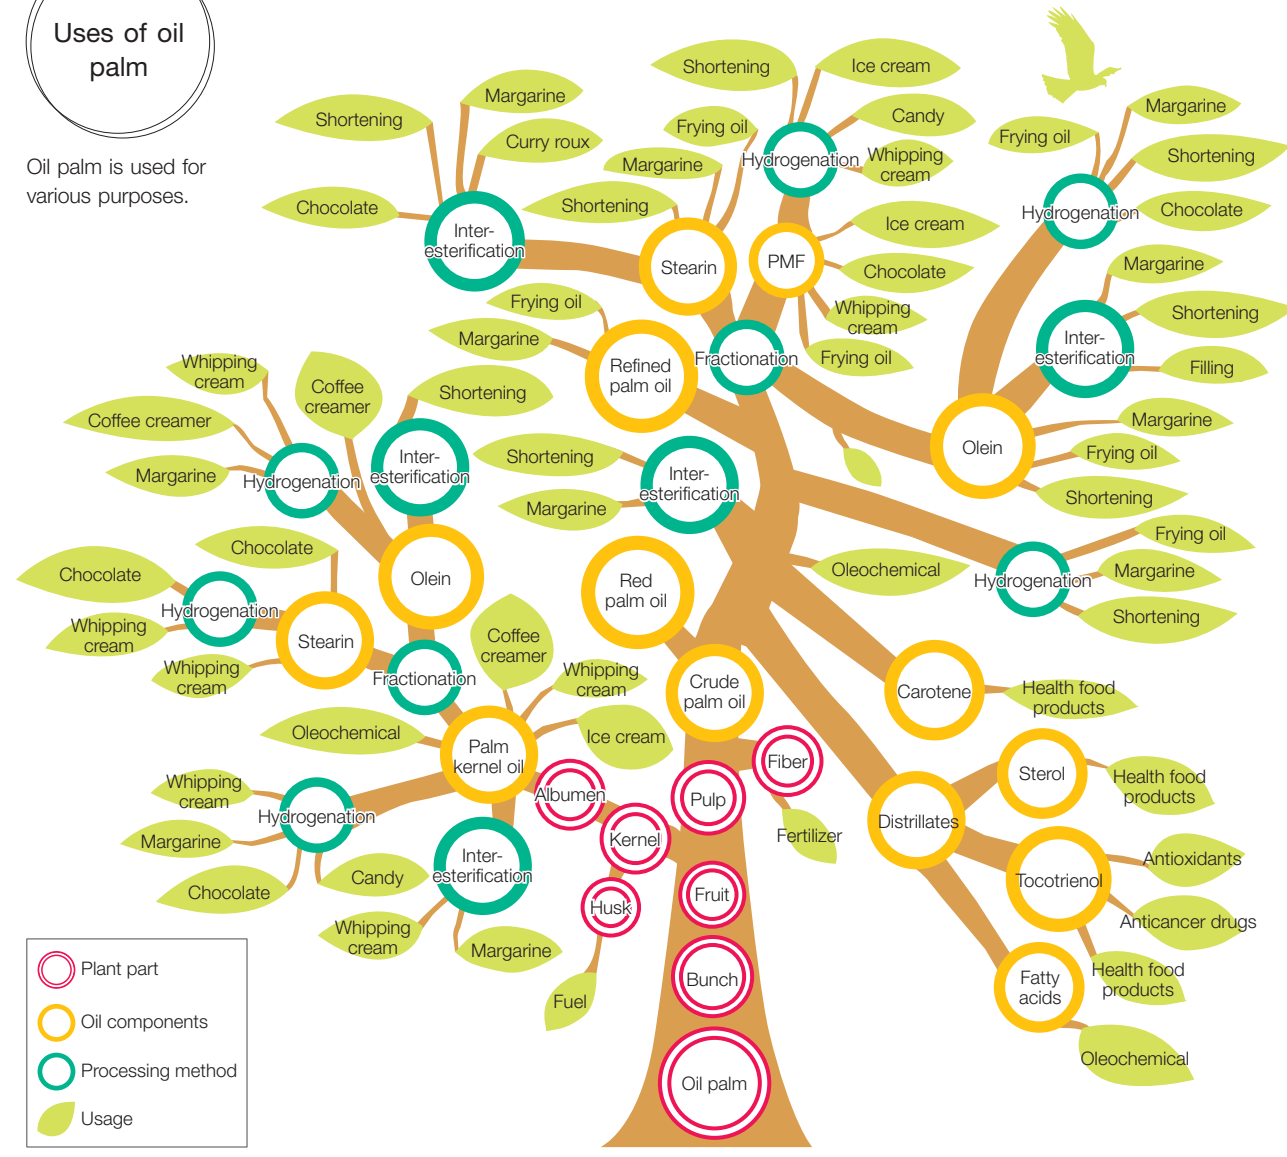 Uses of oil
palm
Oil palm is used for
various purposes.
Shortening
Margarine
Curry roux
Chocolate
Inter-
esterification
Shortening
Ice cream
Frying oil
Candy
Margarine
Hydrogenation
Whipping
cream
Shortening
Stearin
PMF
Ice cream
Chocolate
Whipping
cream
Frying oil
Margarine
Frying oil
Shortening
Hydrogenation
Chocolate
Margarine
Shortening
Inter-
esterification
Filling
Margarine
Olein
Frying oil
Shortening
Frying oil
Margarine
Refined
palm oil
Fractionation
Whipping
cream
Coffee
creamer
Shortening
Coffee creamer
Margarine
Hydrogenation
Inter-
esterification
Shortening
Margarine
Inter-
esterification
Chocolate
Chocolate
Hydrogenation
Whipping
cream
Whipping
cream
Stearin
Olein
Fractionation
Red
palm oil
Oleochemical
Frying oil
Hydrogenation
Margarine
Shortening
Coffee
creamer
Whipping
cream
Ice cream
Oleochemical
Palm
kernel oil
Crude
palm oil
Carotene
Health food
products
Whipping
cream
Hydrogenation
Margarine
Chocolate
Candy
Inter-
esterification
Whipping
cream
Margarine
Albumen
Kernel
Husk
Fuel
Pulp
Fiber
Fertilizer
Fruit
Bunch
Oil palm
Distrillates
Sterol
Health food
products
Tocotrienol
Antioxidants
Anticancer drugs
Health food
products
Fatty
acids
Oleochemical
Plant part
Oil components
Processing method
Usage